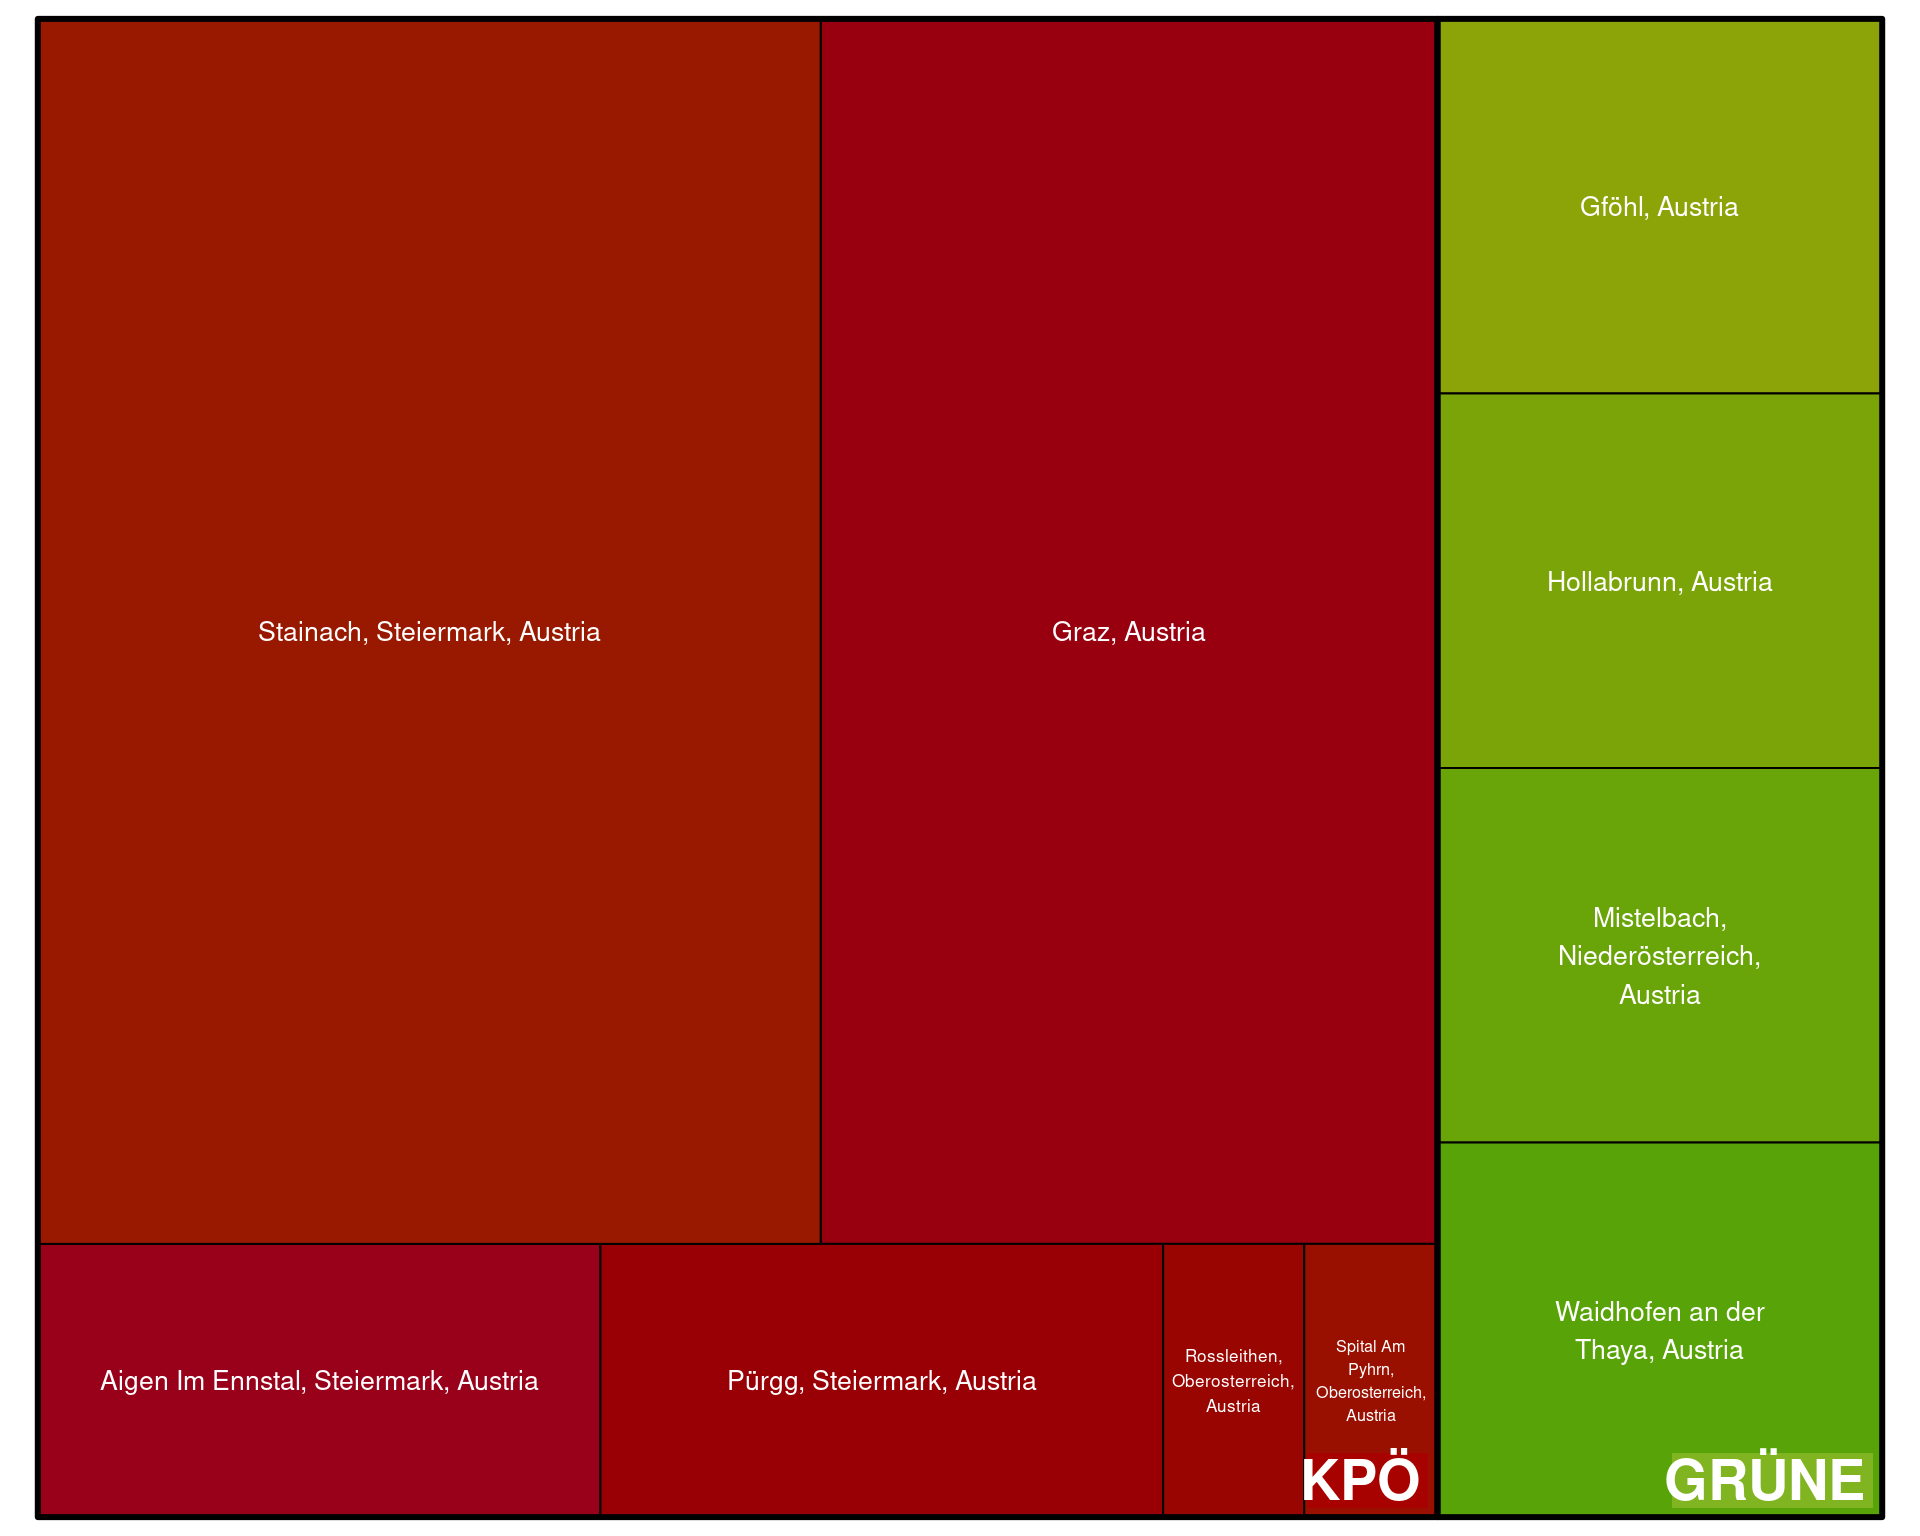 Stainach, Steiermark, Austria
Graz, Austria
Gföhl, Austria
Hollabrunn, Austria
Mistelbach,
Niederösterreich,
Austria
Aigen Im Ennstal, Steiermark, Austria
Pürgg, Steiermark, Austria
Rossleithen,
Oberosterreich,
Austria
Spital Am
Pyhrn,
Oberosterreich,
Austria
KPÖ
Waidhofen an der
Thaya, Austria
GRÜNE